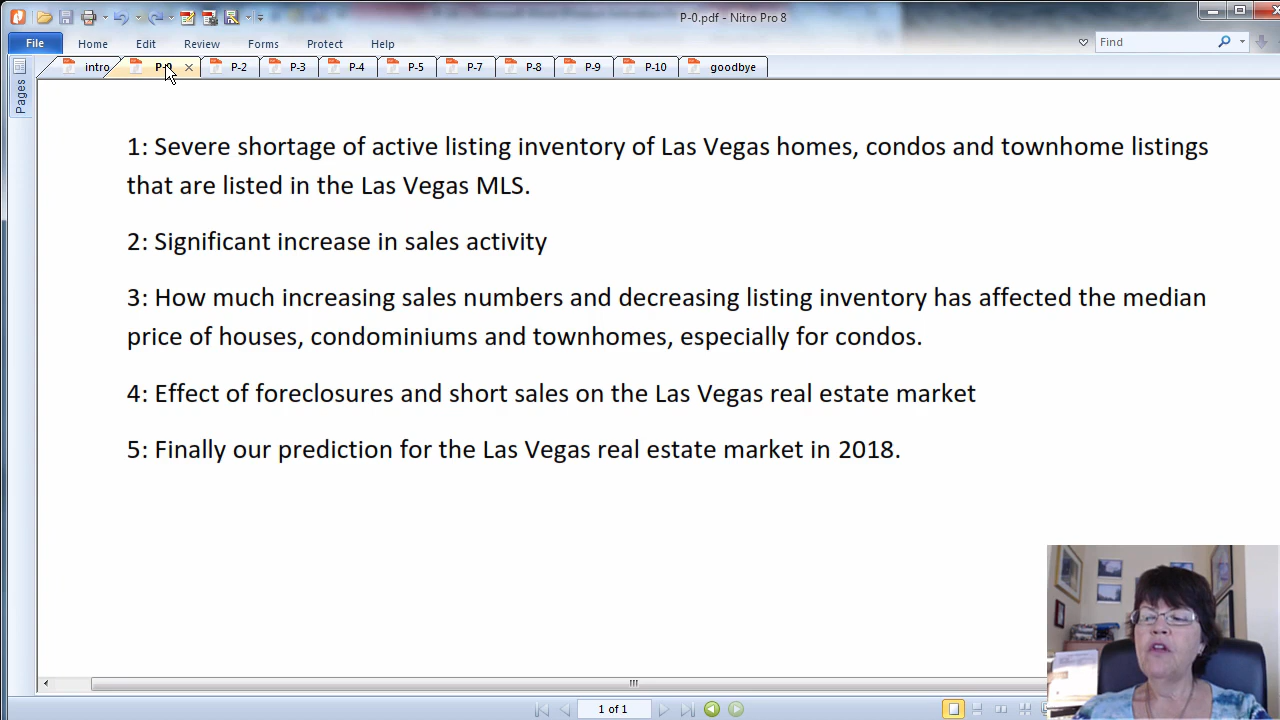 P-0.pdf - Nitro Pro 8
File Home Edit Review Forms Protect Help Find
intro P-0 P-2 P-3 P-4 P-5 P-7 P-8 P-9 P-10 goodbye
Pages
1: Severe shortage of active listing inventory of Las Vegas homes, condos and townhome listings
that are listed in the Las Vegas MLS.
2: Significant increase in sales activity
3: How much increasing sales numbers and decreasing listing inventory has affected the median
price of houses, condominiums and townhomes, especially for condos.
4: Effect of foreclosures and short sales on the Las Vegas real estate market
5: Finally our prediction for the Las Vegas real estate market in 2018.
1 of 1